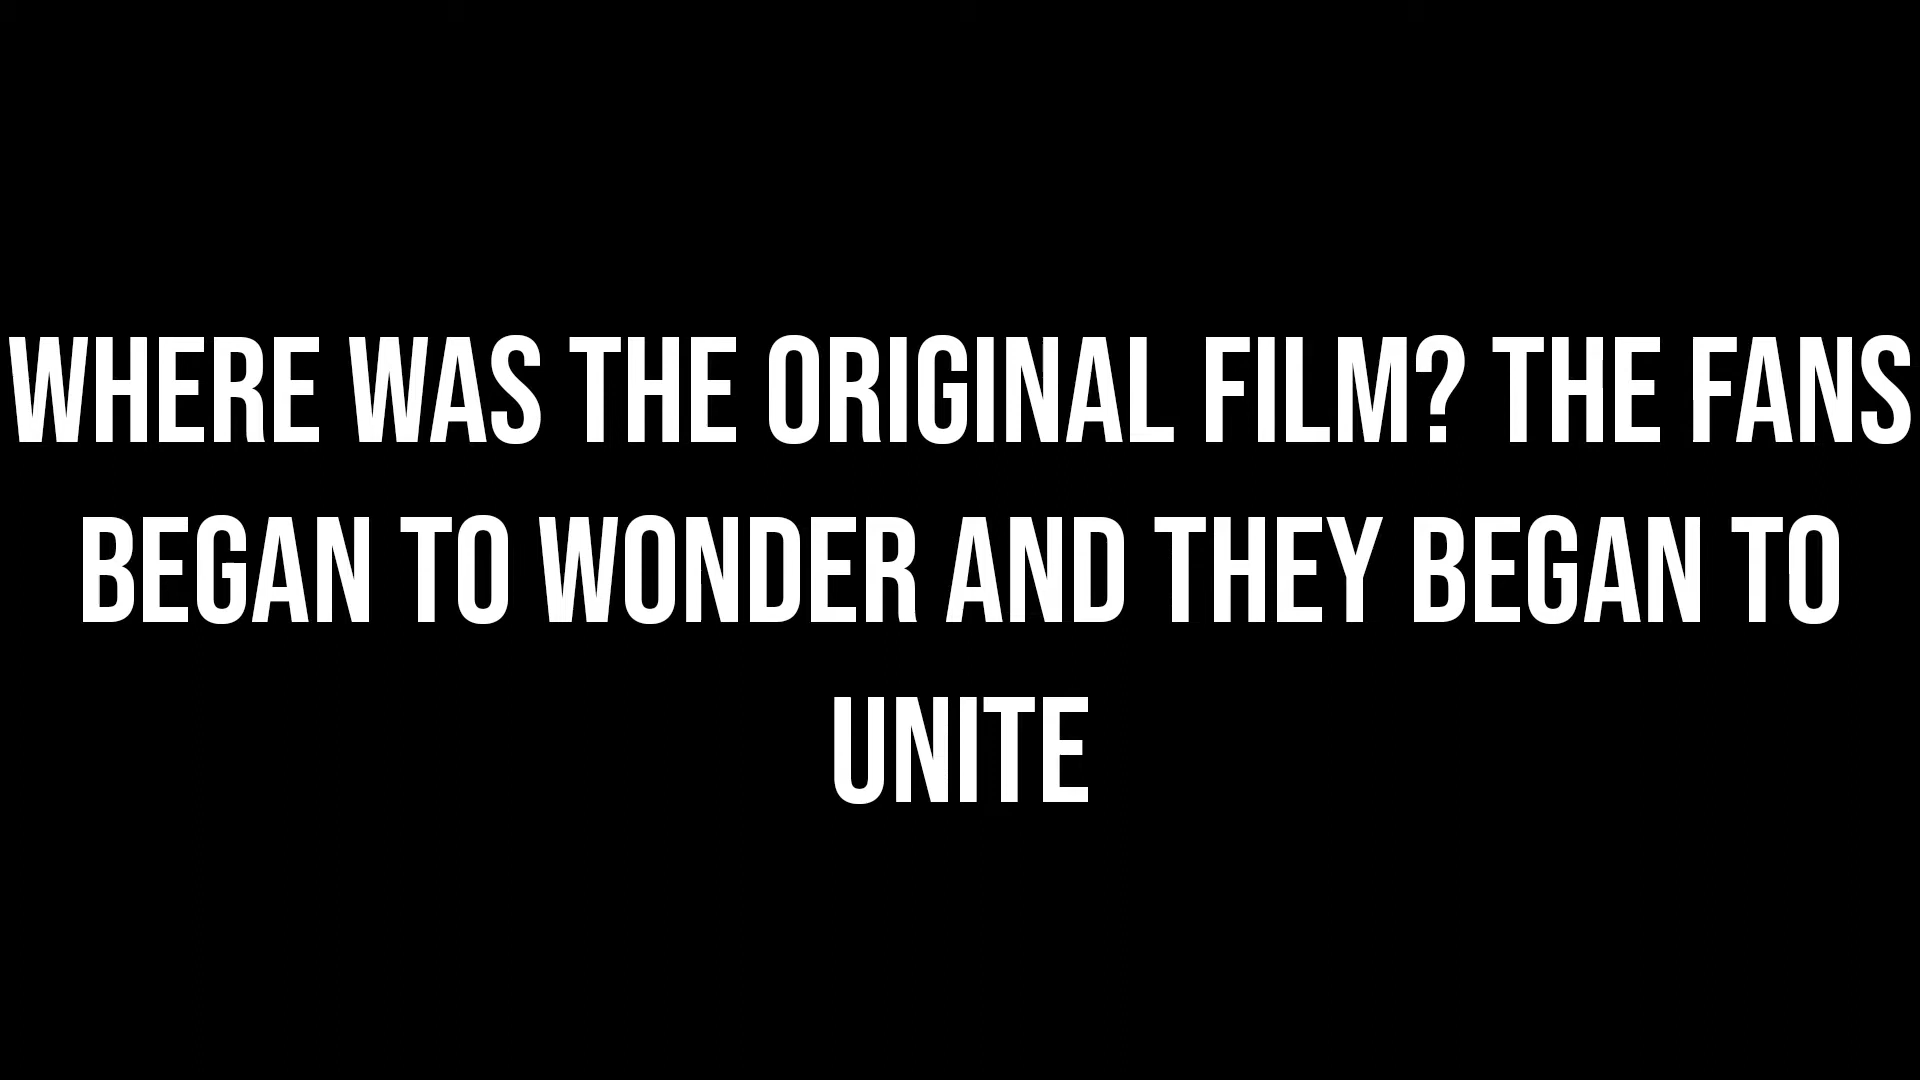 WHERE WAS THE ORIGINAL FILM? THE FANS
BEGAN TO WONDER AND THEY BEGAN TO
UNITE